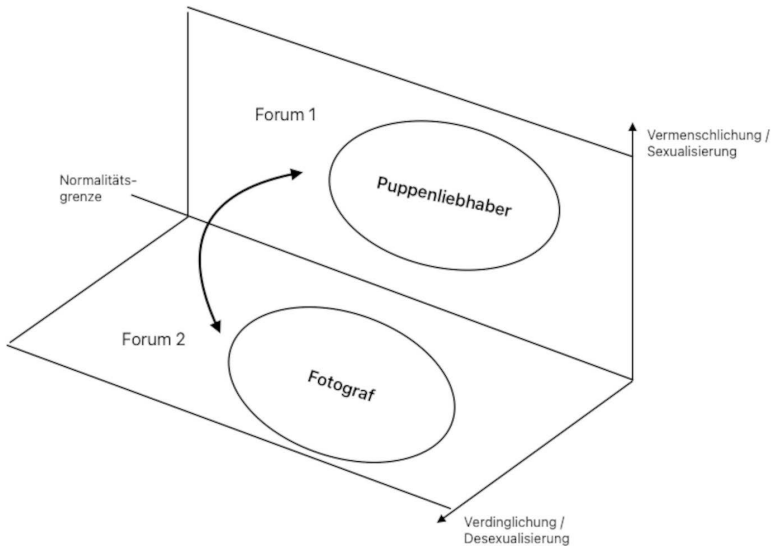 Forum 1
Vermenschlichung /
Sexualisierung
Normalitäts-
grenze
Puppenliebhaber
Forum 2
Fotograf
Verdinglichung /
Desexualisierung